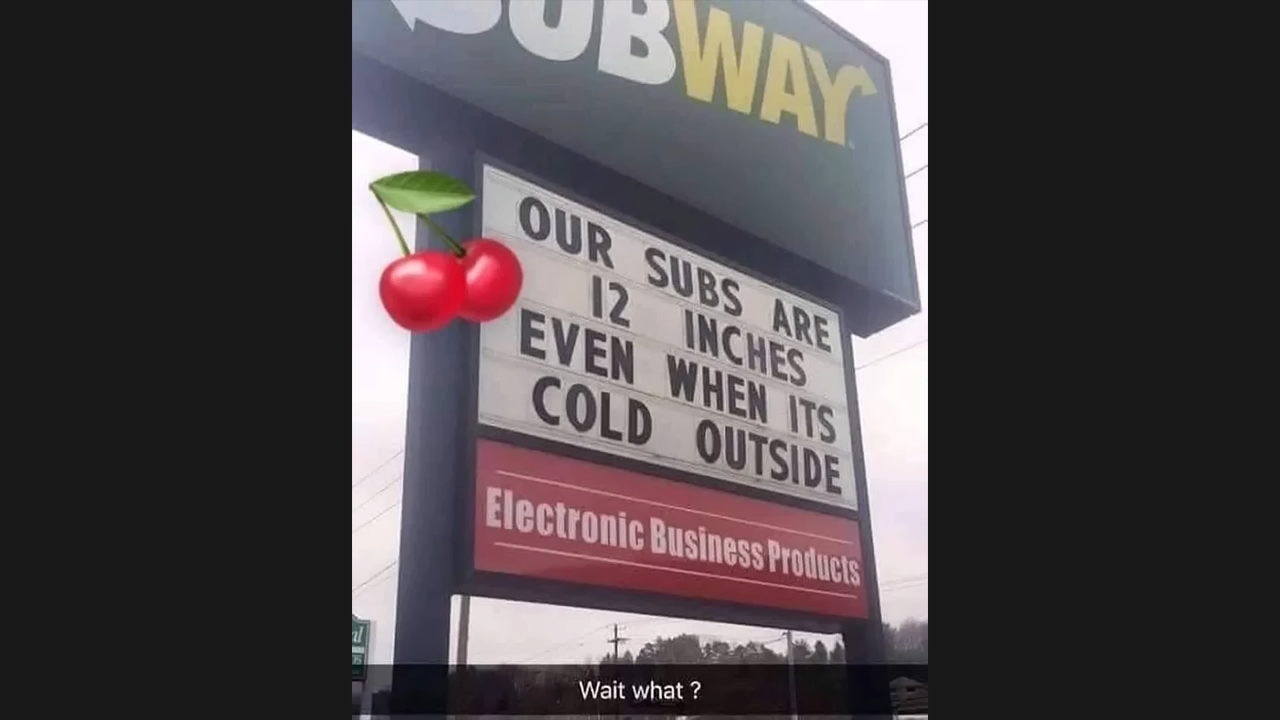 SUBWAY
OUR SUBS ARE
12 INCHES
EVEN WHEN ITS
COLD OUTSIDE
Electronic Business Products
Wait what ?